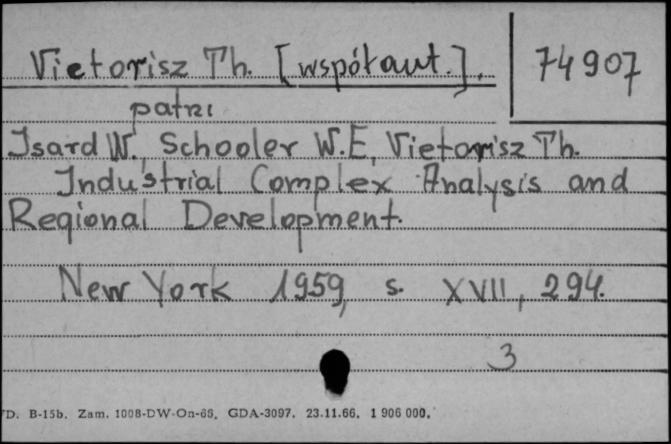 Vietorisz Th. [współaut.]. 74907
patrz
Isard W., Schooler W.E, Vietorisz Th.
Industrial Complex Analysis and
Regional Development.
New York 1959, s. XVII, 294.
3
D. B-15b. Zam. 1008-DW-On-66, GDA-3097. 23.11.66. 1 906 000.